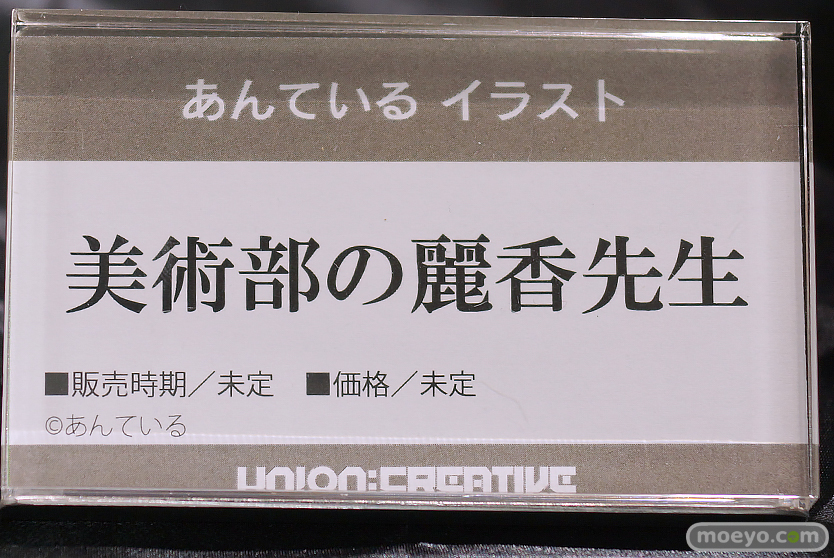 あんている イラスト
美術部の麗香先生
■販売時期／未定 ■価格／未定
©あんている
UNION:CREATIVE
moeyo.com